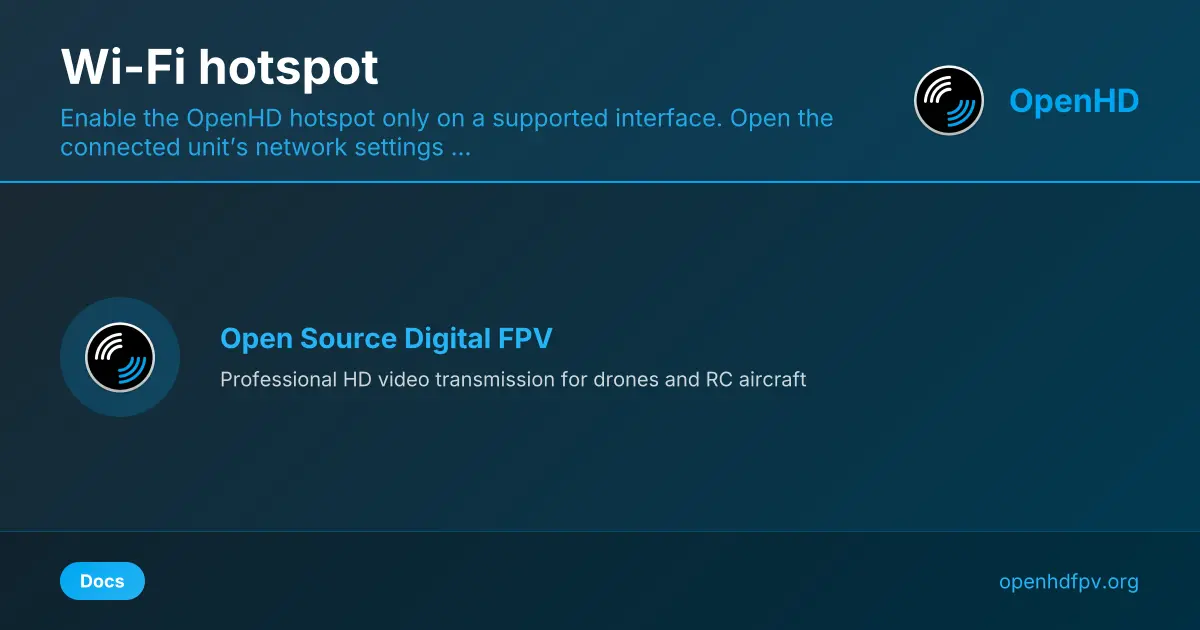 Wi-Fi hotspot
Enable the OpenHD hotspot only on a supported interface. Open the
connected unit’s network settings ...
OpenHD
Open Source Digital FPV
Professional HD video transmission for drones and RC aircraft
Docs
openhdfpv.org